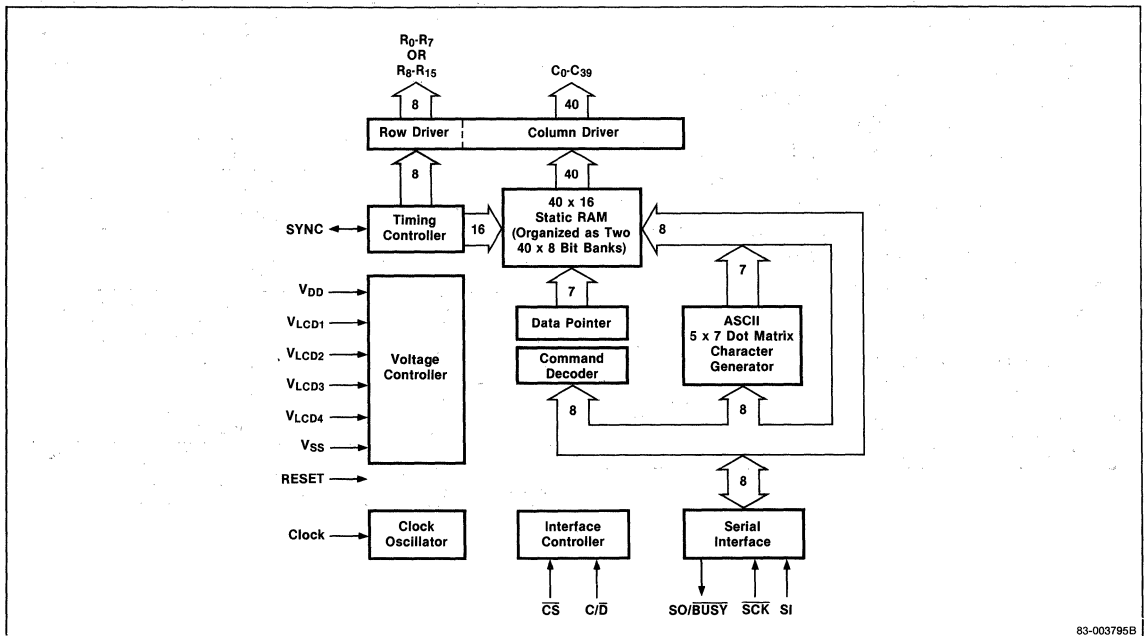 R0-R7
OR
R8-R15
C0-C39
8
40
Row Driver
Column Driver
8
40
40 x 16
Static RAM
(Organized as Two
40 x 8 Bit Banks)
SYNC
Timing
Controller
16
8
7
7
VDD
VLCD1
VLCD2
VLCD3
VLCD4
VSS
Voltage
Controller
Data Pointer
Command
Decoder
ASCII
5 x 7 Dot Matrix
Character
Generator
8
8
RESET
8
Clock
Clock
Oscillator
Interface
Controller
Serial
Interface
C̅S̅
C/D̅
SO/B̅U̅S̅Y̅
S̅C̅K̅
SI
83-003795B